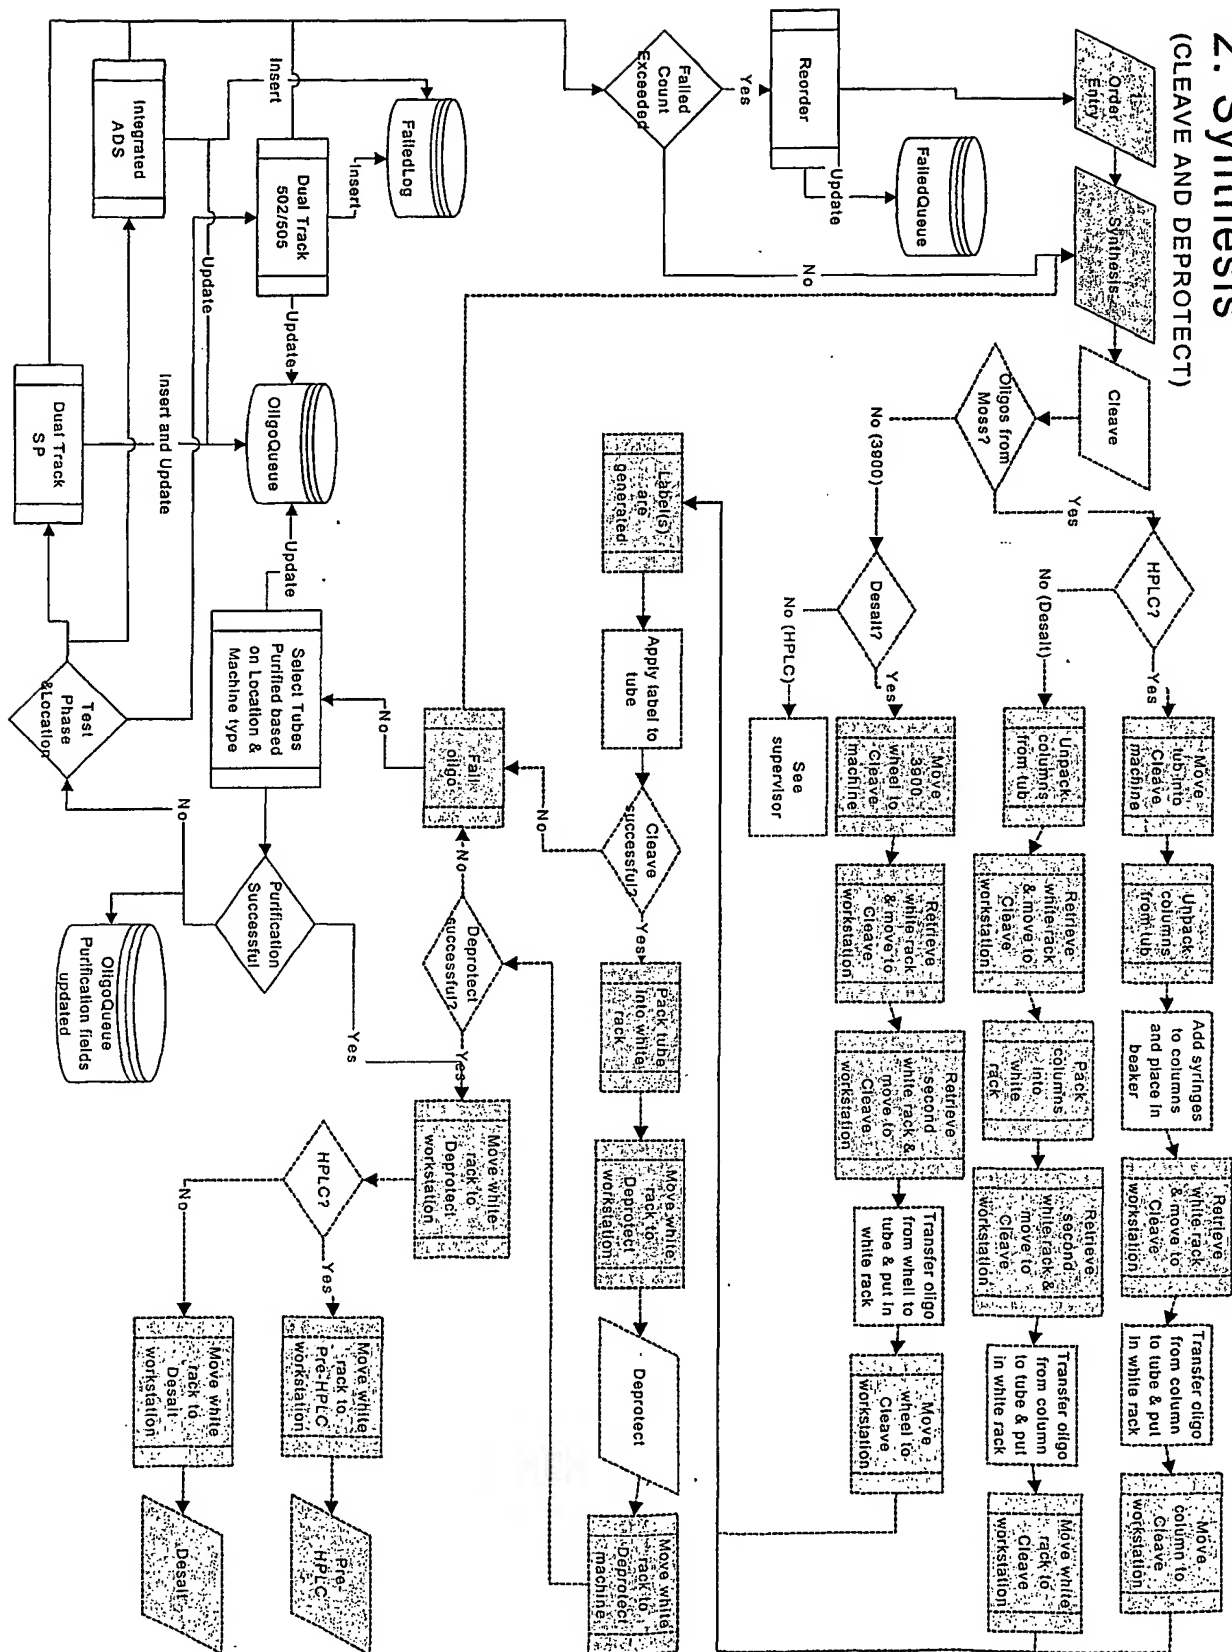 2. Synthesis
(CLEAVE AND DEPROTECT)
1.
Order
Entry
Synthesis
Cleave
Oligos from
Moss?
Yes
No (3900)
HPLC?
Yes
No (Desalt)
Move
tub into
Cleave
machine
Unpack
columns
from tub
Add syringes
to columns
and place in
beaker
Retrieve
white rack
& move to
Cleave
workstation
Transfer oligo
from column
to tube & put
in white rack
Move
column to
Cleave
workstation
Unpack
columns
from tub
Retrieve
white rack
& move to
Cleave
workstation
Pack
columns
into
white
rack
Retrieve
second
white rack &
move to
Cleave
workstation
Transfer oligo
from column
to tube & put
in white rack
Move white
rack to
Cleave
workstation
Desalt?
Yes
No (HPLC)
See
supervisor
Move
3900
wheel to
Cleave
machine
Retrieve
white rack
& move to
Cleave
workstation
Retrieve
second
white rack &
move to
Cleave
workstation
Transfer oligo
from whell to
tube & put in
white rack
Move
wheel to
Cleave
workstation
Reorder
Update
FailedQueue
Yes
Failed
Count
Exceeded
No
Label(s)
are
generated
Apply label to
tube
Cleave
successful?
Yes
No
Pack tube
into white
rack
Move white
rack to
Deprotect
workstation
Deprotect
Move white
rack to
Deprotect
machine
Fail
oligo
No
No
Deprotect
successful?
Yes
Move white
rack to
Deprotect
workstation
HPLC?
Yes
No
Move white
rack to
Pre-HPLC
workstation
Pre-
HPLC
Move white
rack to
Desalt
workstation
Desalt
FailedLog
Insert
Insert
Dual Track
502/505
Update
OligoQueue
Update
Select Tubes
Purified based
on Location &
Machine type
Purification
Successful
Yes
No
OligoQueue
Purification fields
updated
Integrated
ADS
Update
Insert and Update
Dual Track
SP
Test
Phase
&Location